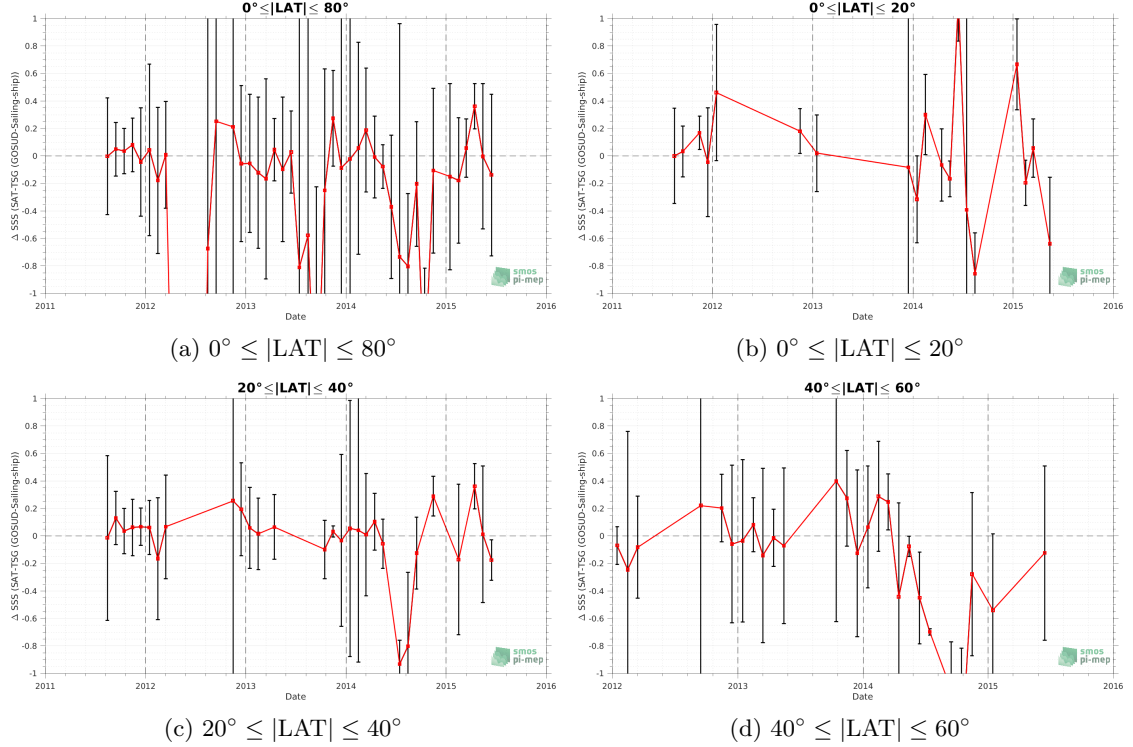 0°≤|LAT|≤ 80°
Δ SSS (SAT-TSG (GOSUD-Sailing-ship))
1
0.8
0.6
0.4
0.2
0
-0.2
-0.4
-0.6
-0.8
-1
2011
2012
2013
2014
2015
2016
Date
smos
pi-mep
(a) 0° ≤ |LAT| ≤ 80°
0°≤|LAT|≤ 20°
Δ SSS (SAT-TSG (GOSUD-Sailing-ship))
1
0.8
0.6
0.4
0.2
0
-0.2
-0.4
-0.6
-0.8
-1
2011
2012
2013
2014
2015
2016
Date
smos
pi-mep
(b) 0° ≤ |LAT| ≤ 20°
20°≤|LAT|≤ 40°
Δ SSS (SAT-TSG (GOSUD-Sailing-ship))
1
0.8
0.6
0.4
0.2
0
-0.2
-0.4
-0.6
-0.8
-1
2011
2012
2013
2014
2015
2016
Date
smos
pi-mep
(c) 20° ≤ |LAT| ≤ 40°
40°≤|LAT|≤ 60°
Δ SSS (SAT-TSG (GOSUD-Sailing-ship))
1
0.8
0.6
0.4
0.2
0
-0.2
-0.4
-0.6
-0.8
-1
2012
2013
2014
2015
2016
Date
smos
pi-mep
(d) 40° ≤ |LAT| ≤ 60°